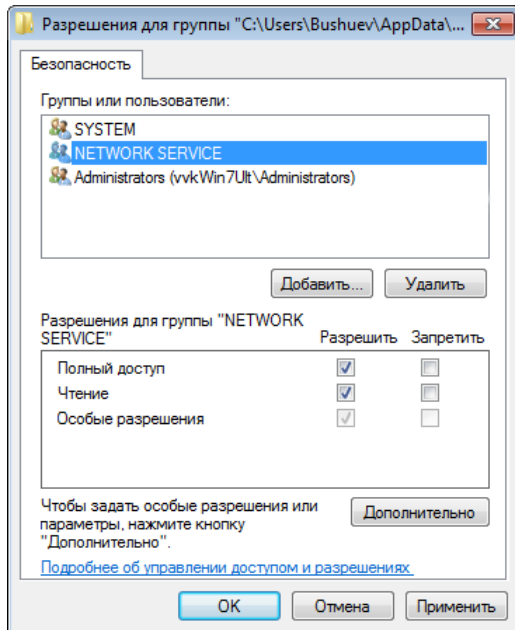 Разрешения для группы "C:\Users\Bushuev\AppData\...
Безопасность
Группы или пользователи:
SYSTEM
NETWORK SERVICE
Administrators (vvkWin7Ult\Administrators)
Добавить... Удалить
Разрешения для группы "NETWORK
SERVICE" Разрешить Запретить
Полный доступ
Чтение
Особые разрешения
Чтобы задать особые разрешения или
параметры, нажмите кнопку
"Дополнительно".
Дополнительно
Подробнее об управлении доступом и разрешениях
OK Отмена Применить